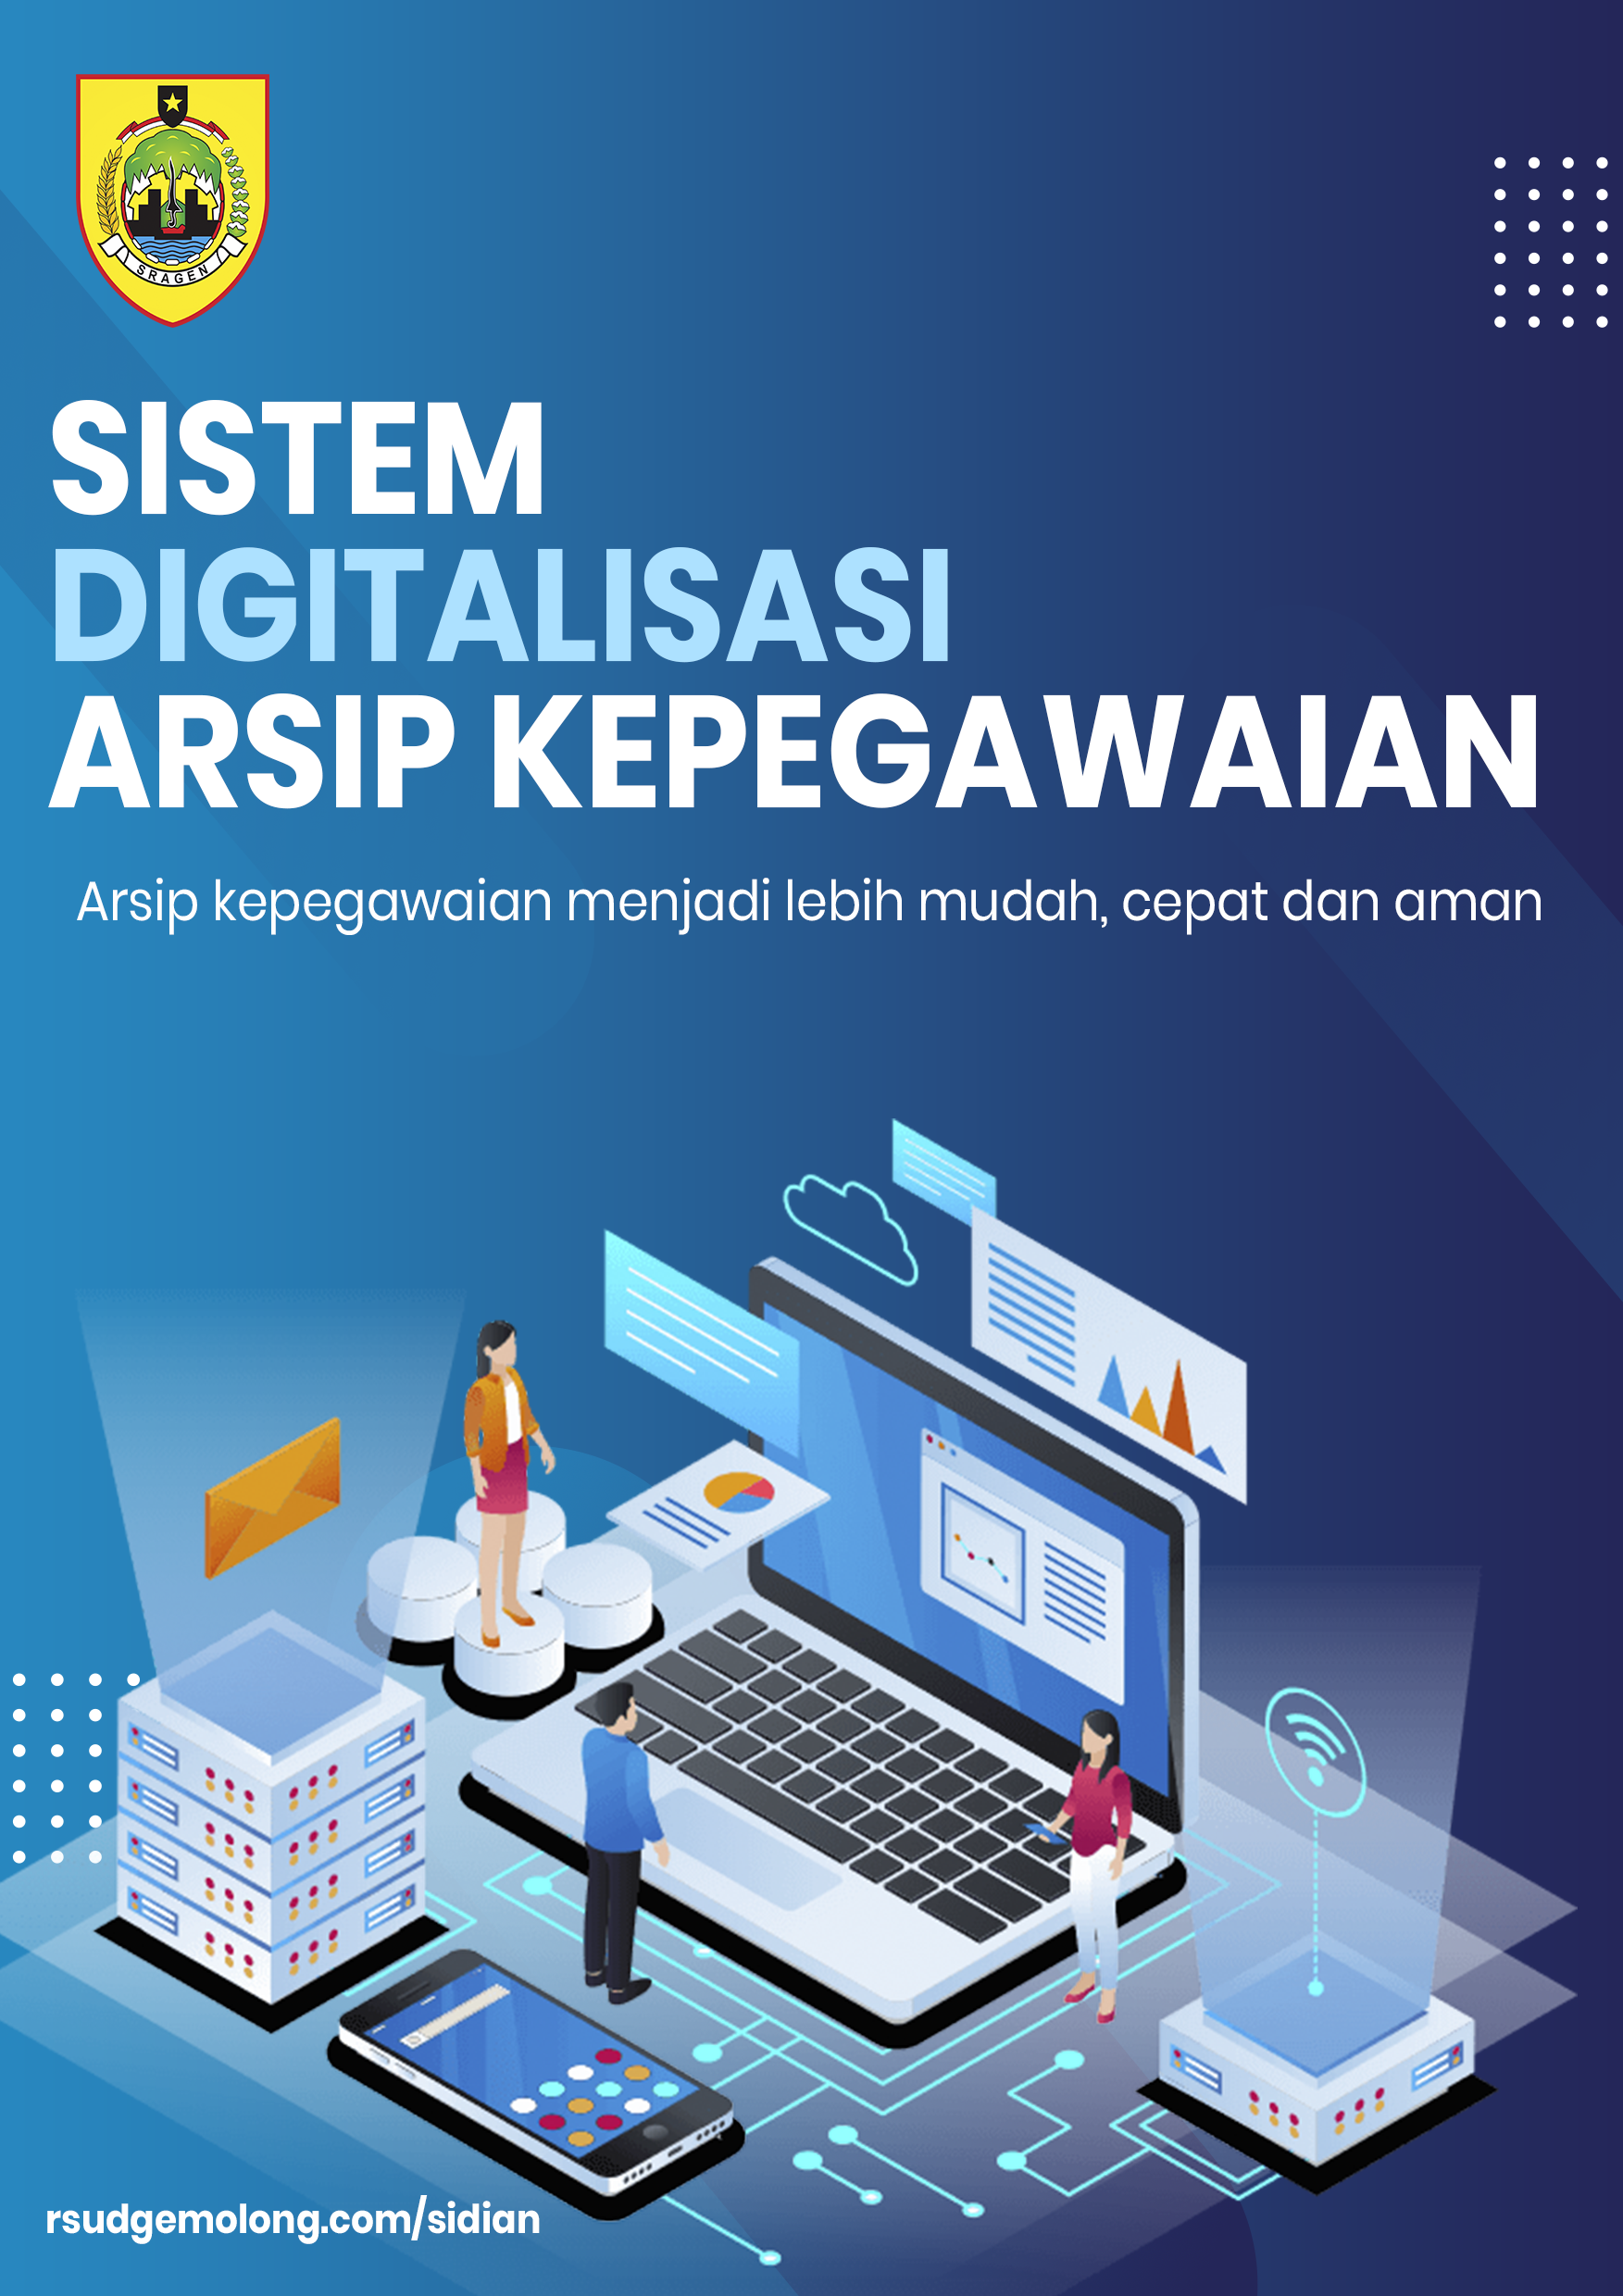 SRAGEN
SISTEM
DIGITALISASI
ARSIP KEPEGAWAIAN
Arsip kepegawaian menjadi lebih mudah, cepat dan aman
rsudgemolong.com/sidian